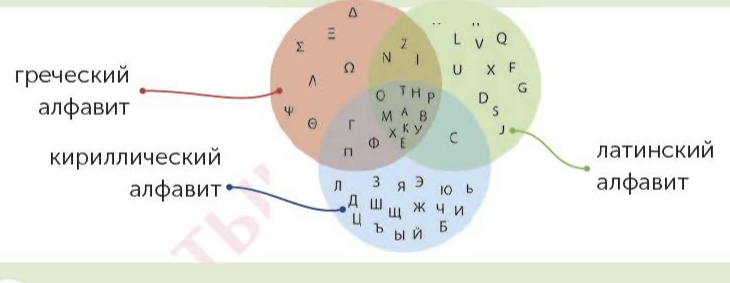 Δ
Ξ
Σ
Ω
Λ
Ψ
Θ
Z
N I
L V Q
U X F
G
D
S
J
O T H P
M A B
X K У
E
Г
Ф
П
C
греческий
алфавит
кириллический
алфавит
латинский
алфавит
Л З Я Э Ю Ь
Д Ш Щ Ж Ч И
Ц Ъ Ы Й Б